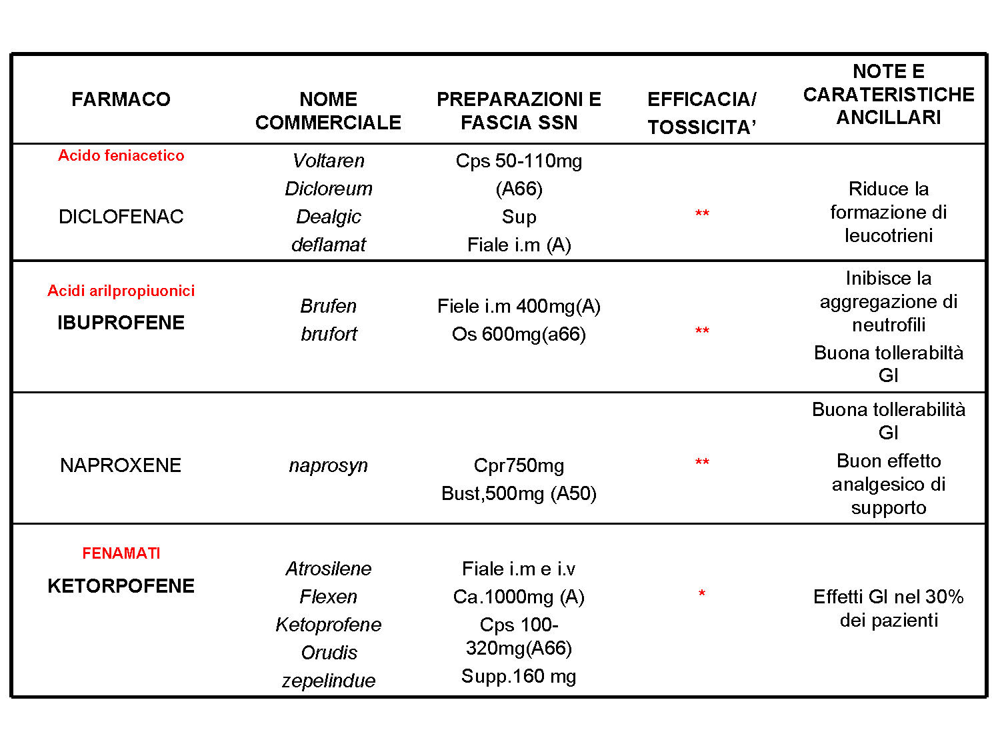 FARMACO
NOME
COMMERCIALE
PREPARAZIONI E
FASCIA SSN
EFFICACIA/
TOSSICITA’
NOTE E
CARATERISTICHE
ANCILLARI
Acido feniacetico
DICLOFENAC
Voltaren
Dicloreum
Dealgic
deflamat
Cps 50-110mg
(A66)
Sup
Fiale i.m (A)
**
Riduce la
formazione di
leucotrieni
Acidi arilpropiuonici
IBUPROFENE
Brufen
brufort
Fiele i.m 400mg(A)
Os 600mg(a66)
**
Inibisce la
aggregazione di
neutrofili
Buona tollerabiltà
GI
NAPROXENE
naprosyn
Cpr750mg
Bust,500mg (A50)
**
Buona tollerabilità
GI
Buon effetto
analgesico di
supporto
FENAMATI
KETORPOFENE
Atrosilene
Flexen
Ketoprofene
Orudis
zepelindue
Fiale i.m e i.v
Ca.1000mg (A)
Cps 100-
320mg(A66)
Supp.160 mg
*
Effetti GI nel 30%
dei pazienti